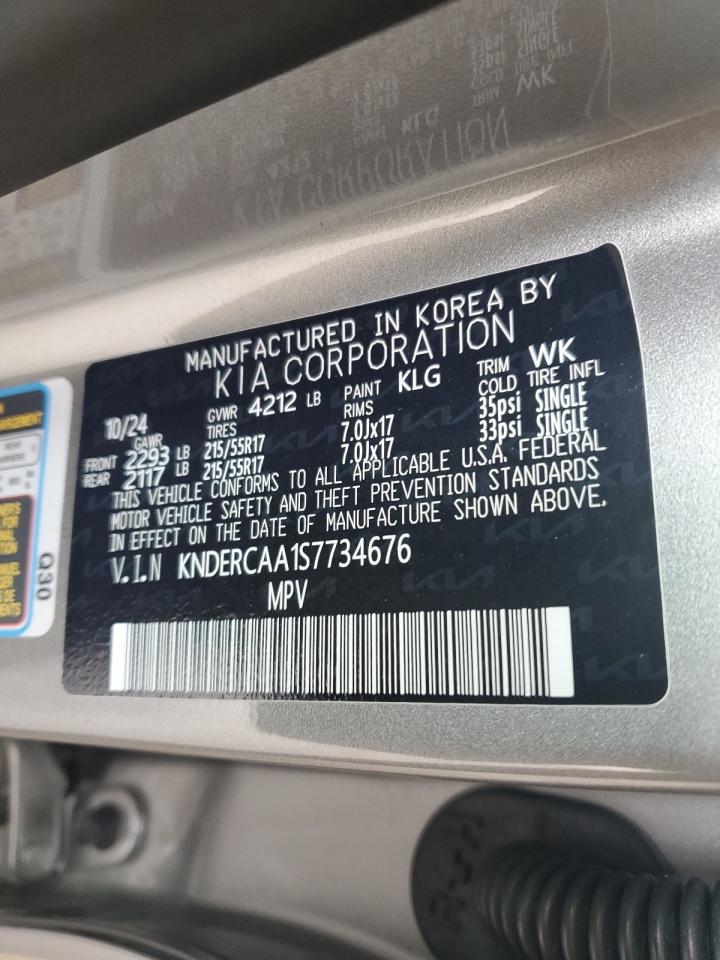 MANUFACTURED IN KOREA BY
KIA CORPORATION
10/24 GVWR 4212 LB PAINT KLG TRIM WK
GAWR TIRES RIMS COLD TIRE INFL
FRONT 2293 LB 215/55R17 7.0Jx17 35psi SINGLE
REAR 2117 LB 215/55R17 7.0Jx17 33psi SINGLE
THIS VEHICLE CONFORMS TO ALL APPLICABLE U.S.A. FEDERAL
MOTOR VEHICLE SAFETY AND THEFT PREVENTION STANDARDS
IN EFFECT ON THE DATE OF MANUFACTURE SHOWN ABOVE.
V.I.N KNDERCAA1S7734676
MPV
Q30